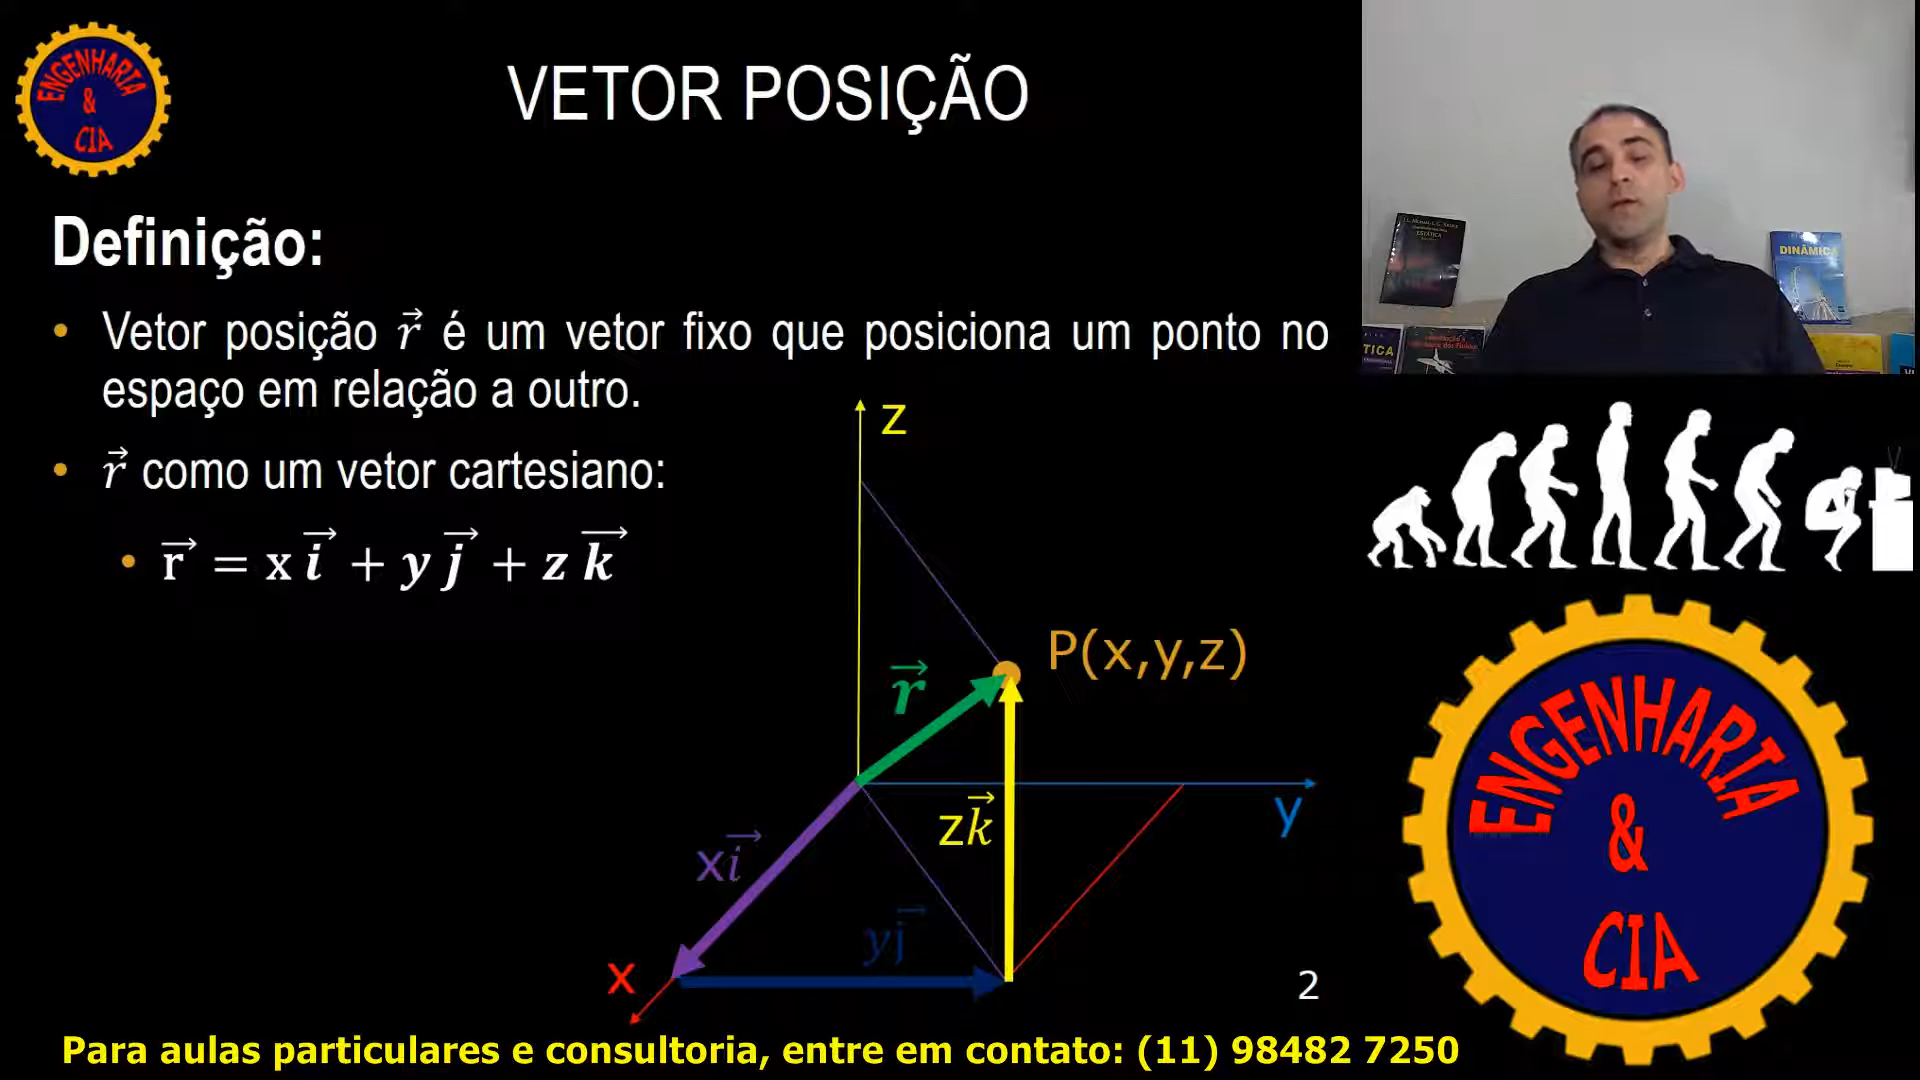 ENGENHARIA
&
CIA
VETOR POSIÇÃO
Definição:
• Vetor posição r⃗ é um vetor fixo que posiciona um ponto no
espaço em relação a outro.
• r⃗ como um vetor cartesiano:
• r⃗ = x i⃗ + y j⃗ + z k⃗
z
P(x,y,z)
r⃗
y
zk⃗
xi⃗
yj⃗
x
2
ESTÁTICA
DINÂMICA
TICA
ENGENHARIA
&
CIA
Para aulas particulares e consultoria, entre em contato: (11) 98482 7250